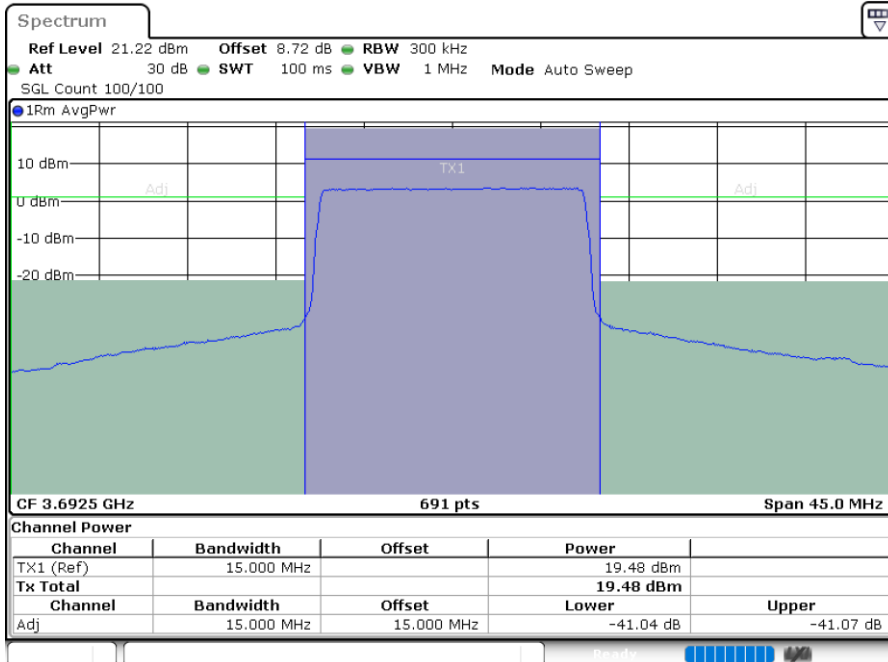 Spectrum
Ref Level 21.22 dBm Offset 8.72 dB RBW 300 kHz
Att 30 dB SWT 100 ms VBW 1 MHz Mode Auto Sweep
SGL Count 100/100
1Rm AvgPwr
10 dBm
TX1
Adj Adj
0 dBm
-10 dBm
-20 dBm
CF 3.6925 GHz 691 pts Span 45.0 MHz
Channel Power
Channel Bandwidth Offset Power
TX1 (Ref) 15.000 MHz 19.48 dBm
Tx Total 19.48 dBm
Channel Bandwidth Offset Lower Upper
Adj 15.000 MHz 15.000 MHz -41.04 dB -41.07 dB
Ready